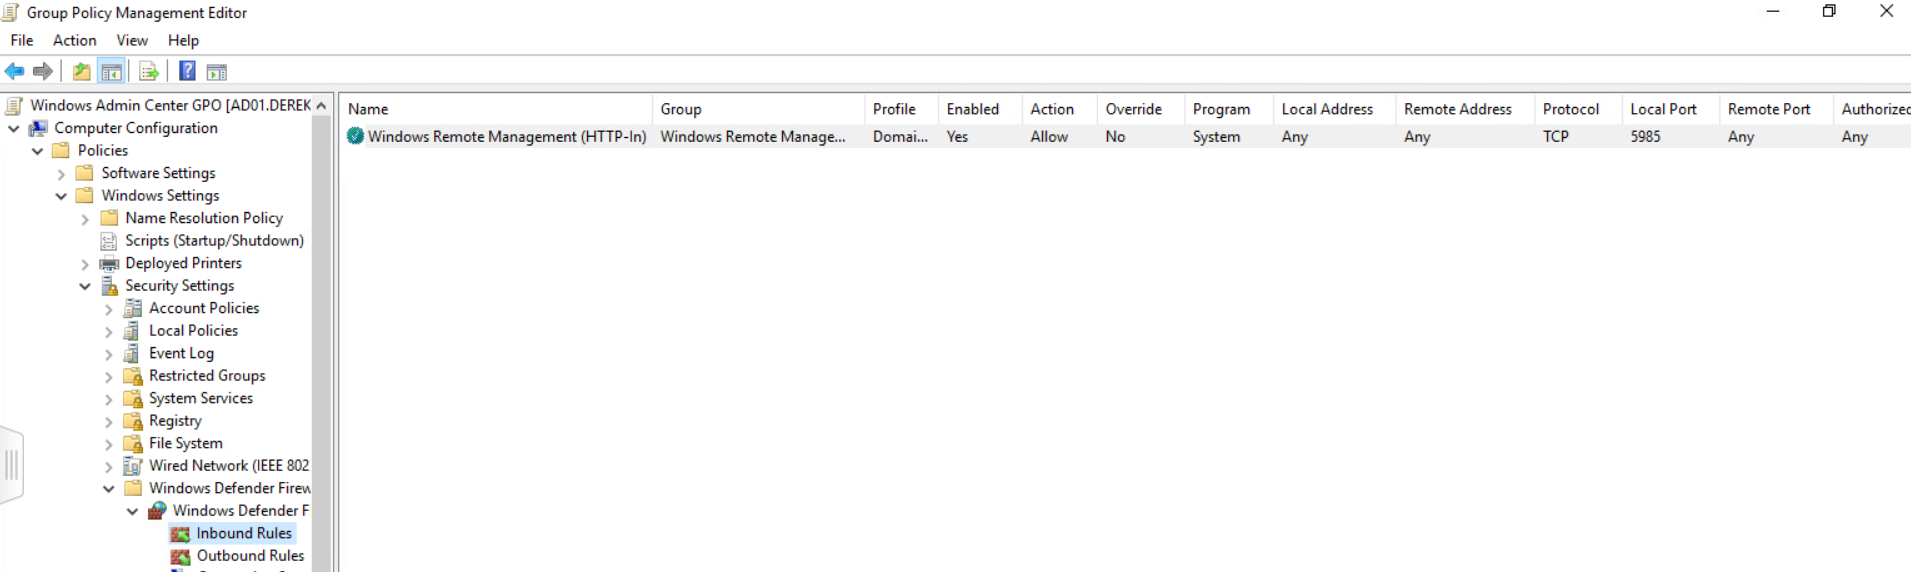 Group Policy Management Editor
File Action View Help
Windows Admin Center GPO [AD01.DEREK
Computer Configuration
Policies
Software Settings
Windows Settings
Name Resolution Policy
Scripts (Startup/Shutdown)
Deployed Printers
Security Settings
Account Policies
Local Policies
Event Log
Restricted Groups
System Services
Registry
File System
Wired Network (IEEE 802
Windows Defender Firew
Windows Defender F
Inbound Rules
Outbound Rules
Name Group Profile Enabled Action Override Program Local Address Remote Address Protocol Local Port Remote Port Authorized
Windows Remote Management (HTTP-In) Windows Remote Manage... Domai... Yes Allow No System Any Any TCP 5985 Any Any